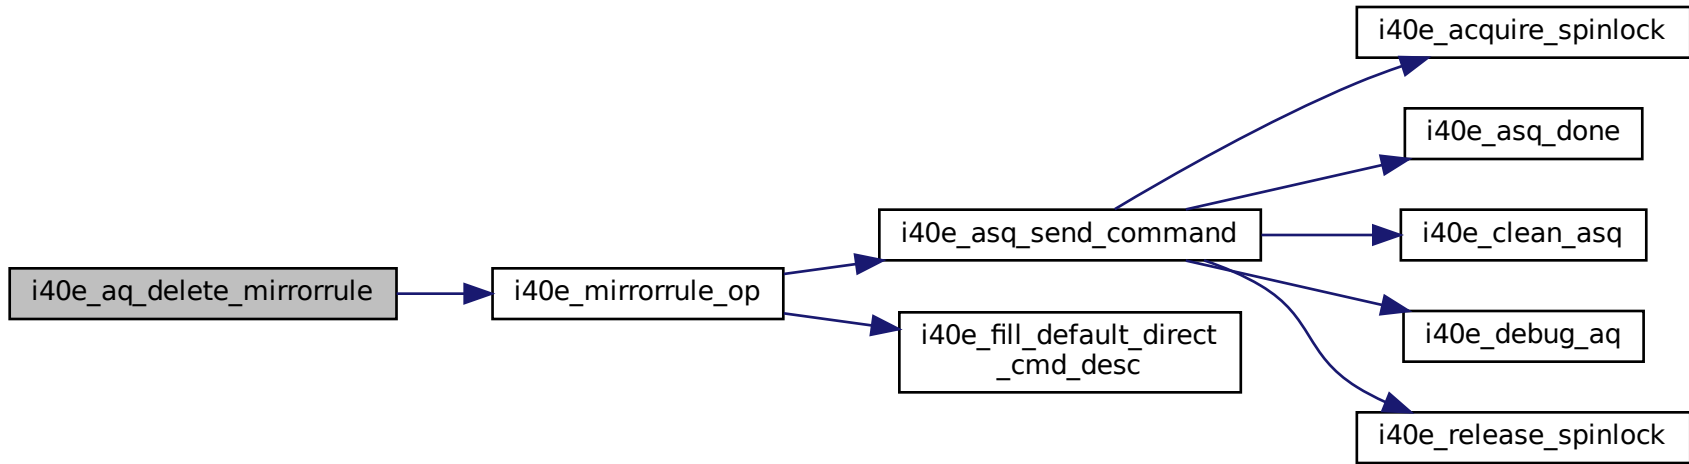 i40e_aq_delete_mirrorrule
i40e_mirrorrule_op
i40e_asq_send_command
i40e_fill_default_direct
_cmd_desc
i40e_acquire_spinlock
i40e_asq_done
i40e_clean_asq
i40e_debug_aq
i40e_release_spinlock